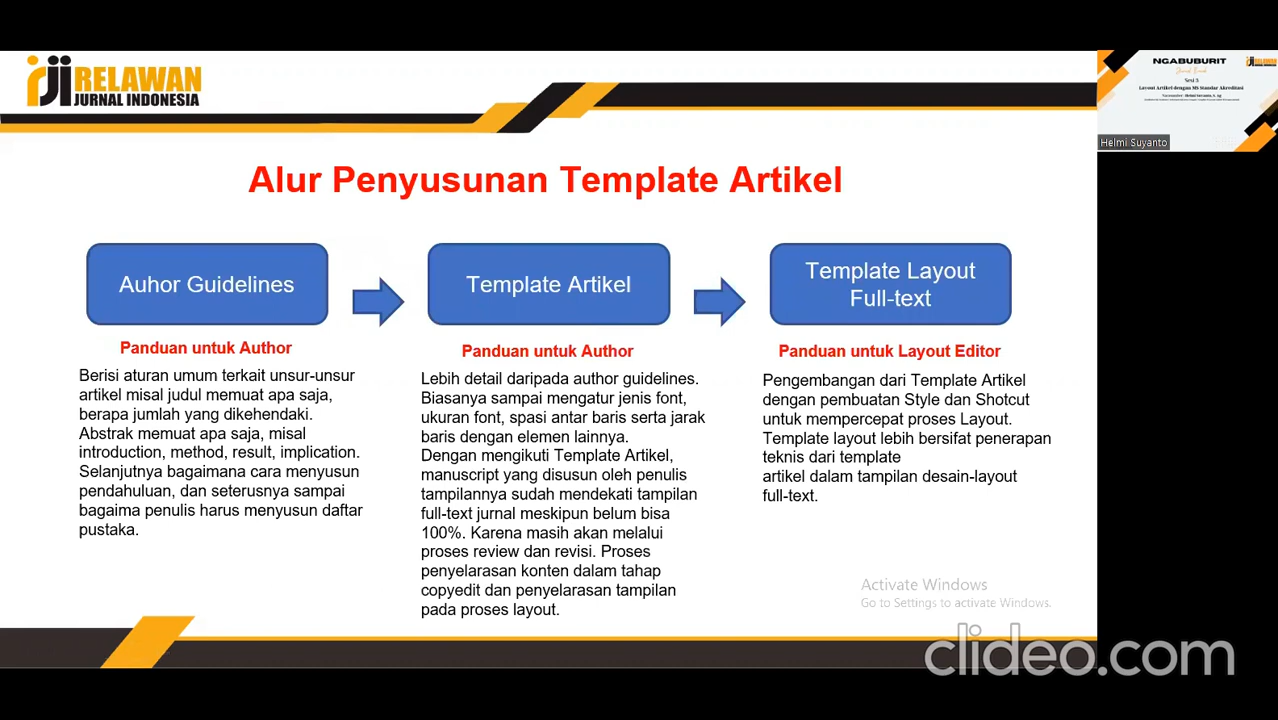 RELAWAN
JURNAL INDONESIA
NGABUBURIT
Sesi 3
Layout Artikel dengan MS Standar Akreditasi
Helmi Suyanto
RELAWAN
Alur Penyusunan Template Artikel
Auhor Guidelines
Panduan untuk Author
Berisi aturan umum terkait unsur-unsur
artikel misal judul memuat apa saja,
berapa jumlah yang dikehendaki.
Abstrak memuat apa saja, misal
introduction, method, result, implication.
Selanjutnya bagaimana cara menyusun
pendahuluan, dan seterusnya sampai
bagaima penulis harus menyusun daftar
pustaka.
Template Artikel
Panduan untuk Author
Lebih detail daripada author guidelines.
Biasanya sampai mengatur jenis font,
ukuran font, spasi antar baris serta jarak
baris dengan elemen lainnya.
Dengan mengikuti Template Artikel,
manuscript yang disusun oleh penulis
tampilannya sudah mendekati tampilan
full-text jurnal meskipun belum bisa
100%. Karena masih akan melalui
proses review dan revisi. Proses
penyelarasan konten dalam tahap
copyedit dan penyelarasan tampilan
pada proses layout.
Template Layout
Full-text
Panduan untuk Layout Editor
Pengembangan dari Template Artikel
dengan pembuatan Style dan Shotcut
untuk mempercepat proses Layout.
Template layout lebih bersifat penerapan
teknis dari template
artikel dalam tampilan desain-layout
full-text.
Activate Windows
Go to Settings to activate Windows.
clideo.com